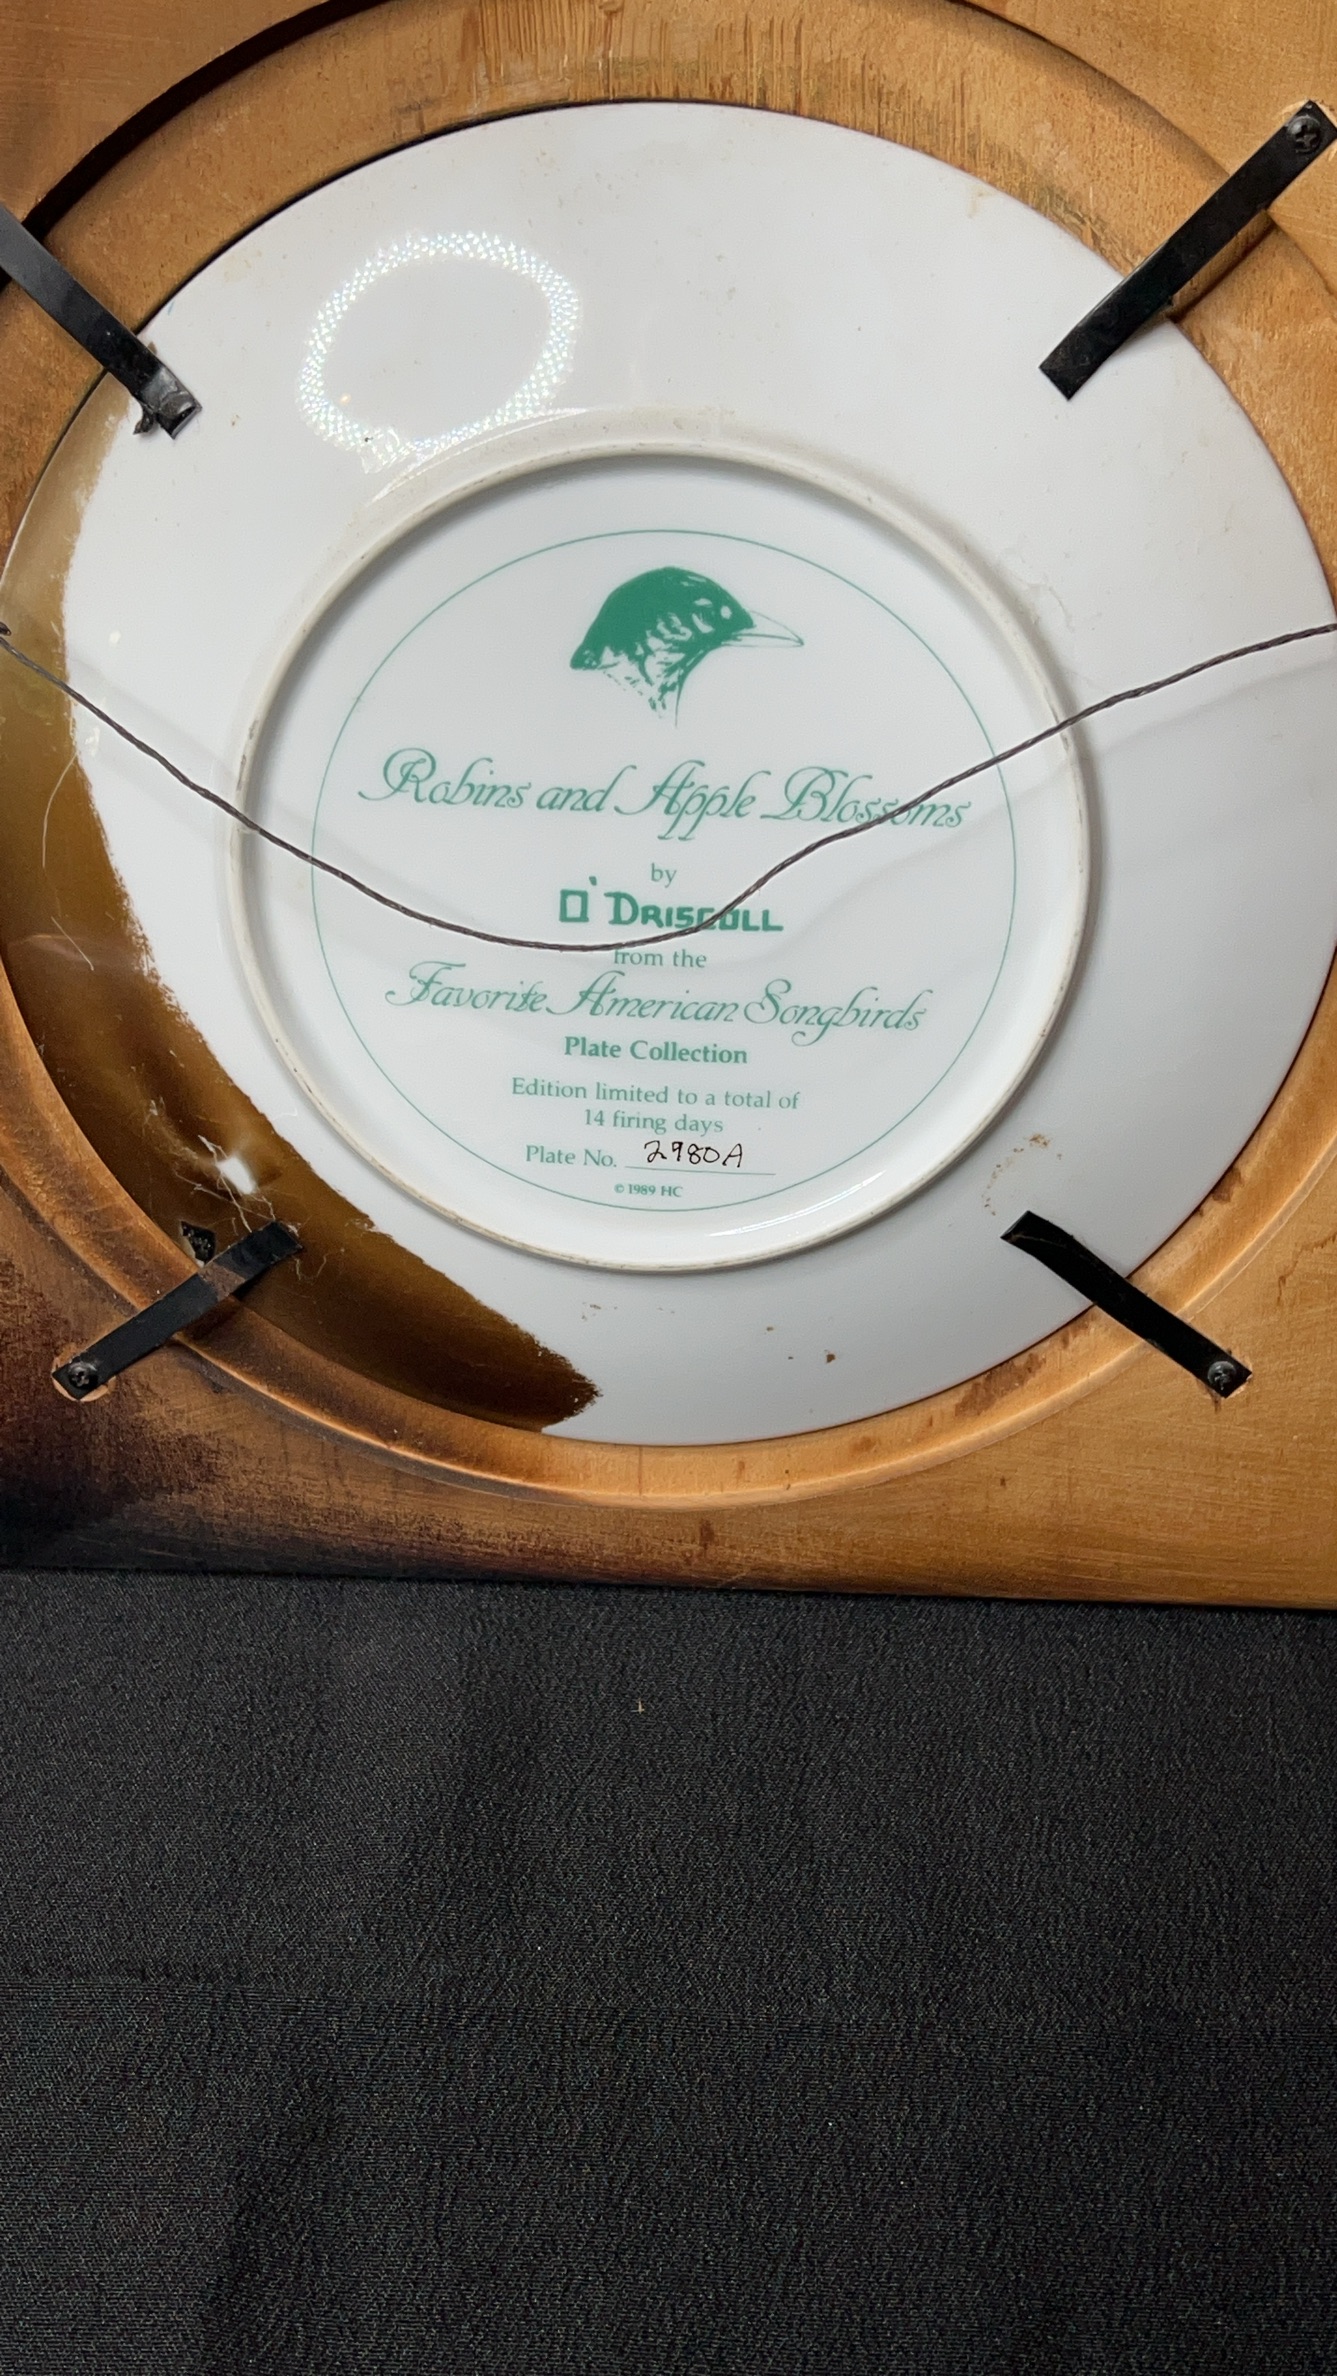 Robins and Apple Blossoms
by
O'DRISCOLL
from the
Favorite American Songbirds
Plate Collection
Edition limited to a total of
14 firing days
Plate No. 2980A
© 1989 HC